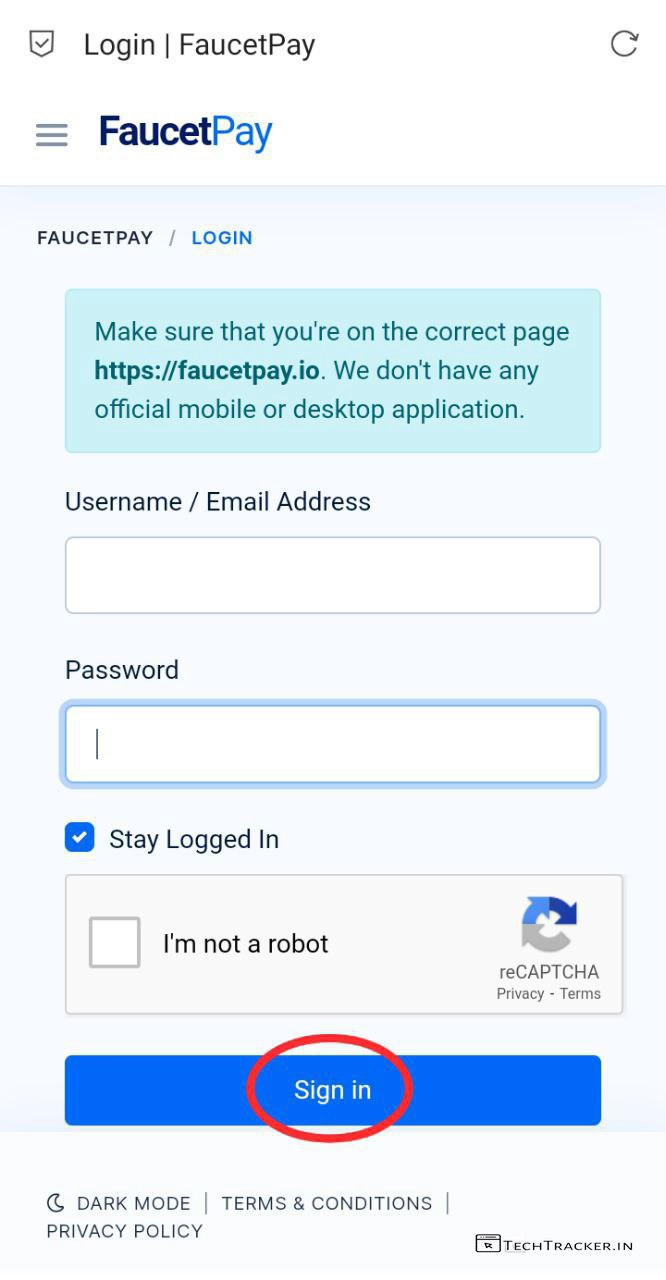 Login | FaucetPay
FaucetPay
FAUCETPAY / LOGIN
Make sure that you're on the correct page
https://faucetpay.io. We don't have any
official mobile or desktop application.
Username / Email Address
Password
Stay Logged In
I'm not a robot
reCAPTCHA
Privacy - Terms
Sign in
DARK MODE | TERMS & CONDITIONS |
PRIVACY POLICY
TECHTRACKER.IN